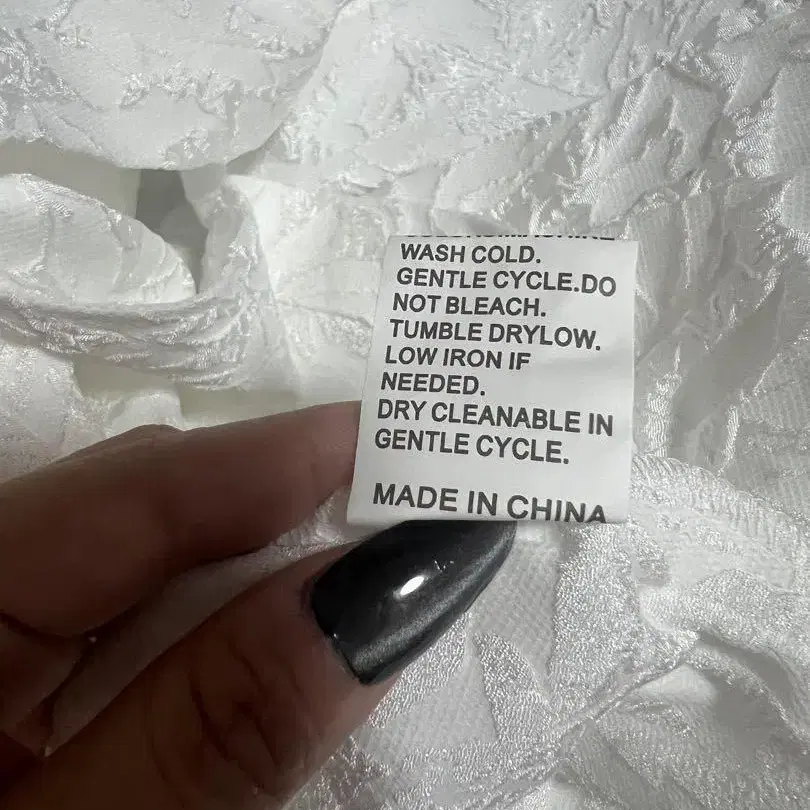 WASH COLD.
GENTLE CYCLE.DO
NOT BLEACH.
TUMBLE DRYLOW.
LOW IRON IF
NEEDED.
DRY CLEANABLE IN
GENTLE CYCLE.
MADE IN CHINA